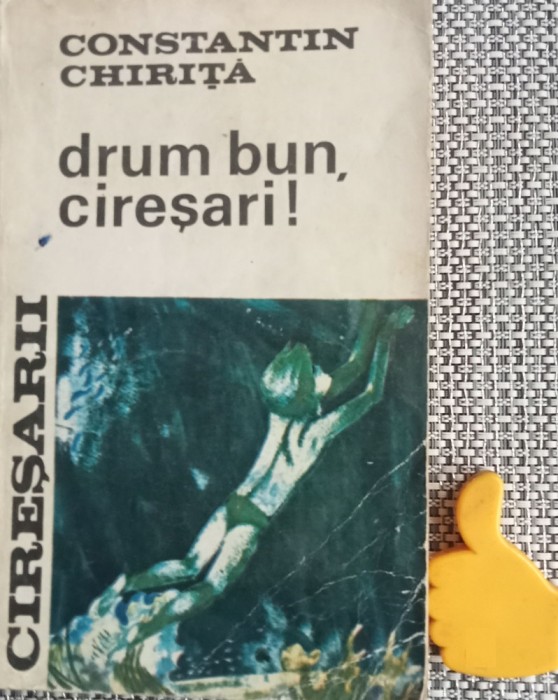 CONSTANTIN
CHIRIȚĂ
drum bun,
cireșari!
CIREȘARII